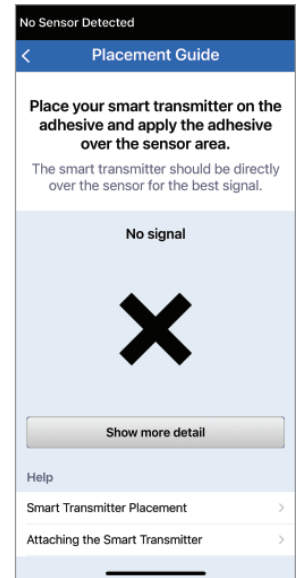 No Sensor Detected
Placement Guide
Place your smart transmitter on the
adhesive and apply the adhesive
over the sensor area.
The smart transmitter should be directly
over the sensor for the best signal.
No signal
Show more detail
Help
Smart Transmitter Placement
Attaching the Smart Transmitter